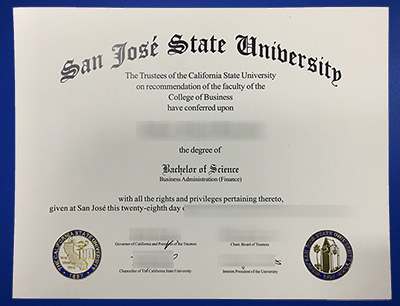 San José State University
The Trustees of the California State University
on recommendation of the faculty of the
College of Business
have conferred upon
the degree of
Bachelor of Science
Business Administration (Finance)
with all the rights and privileges pertaining thereto,
given at San José this twenty-eighth day
Governor of California and President of the Trustees
Chair, Board of Trustees
Chancellor of The California State University
Interim President of the University